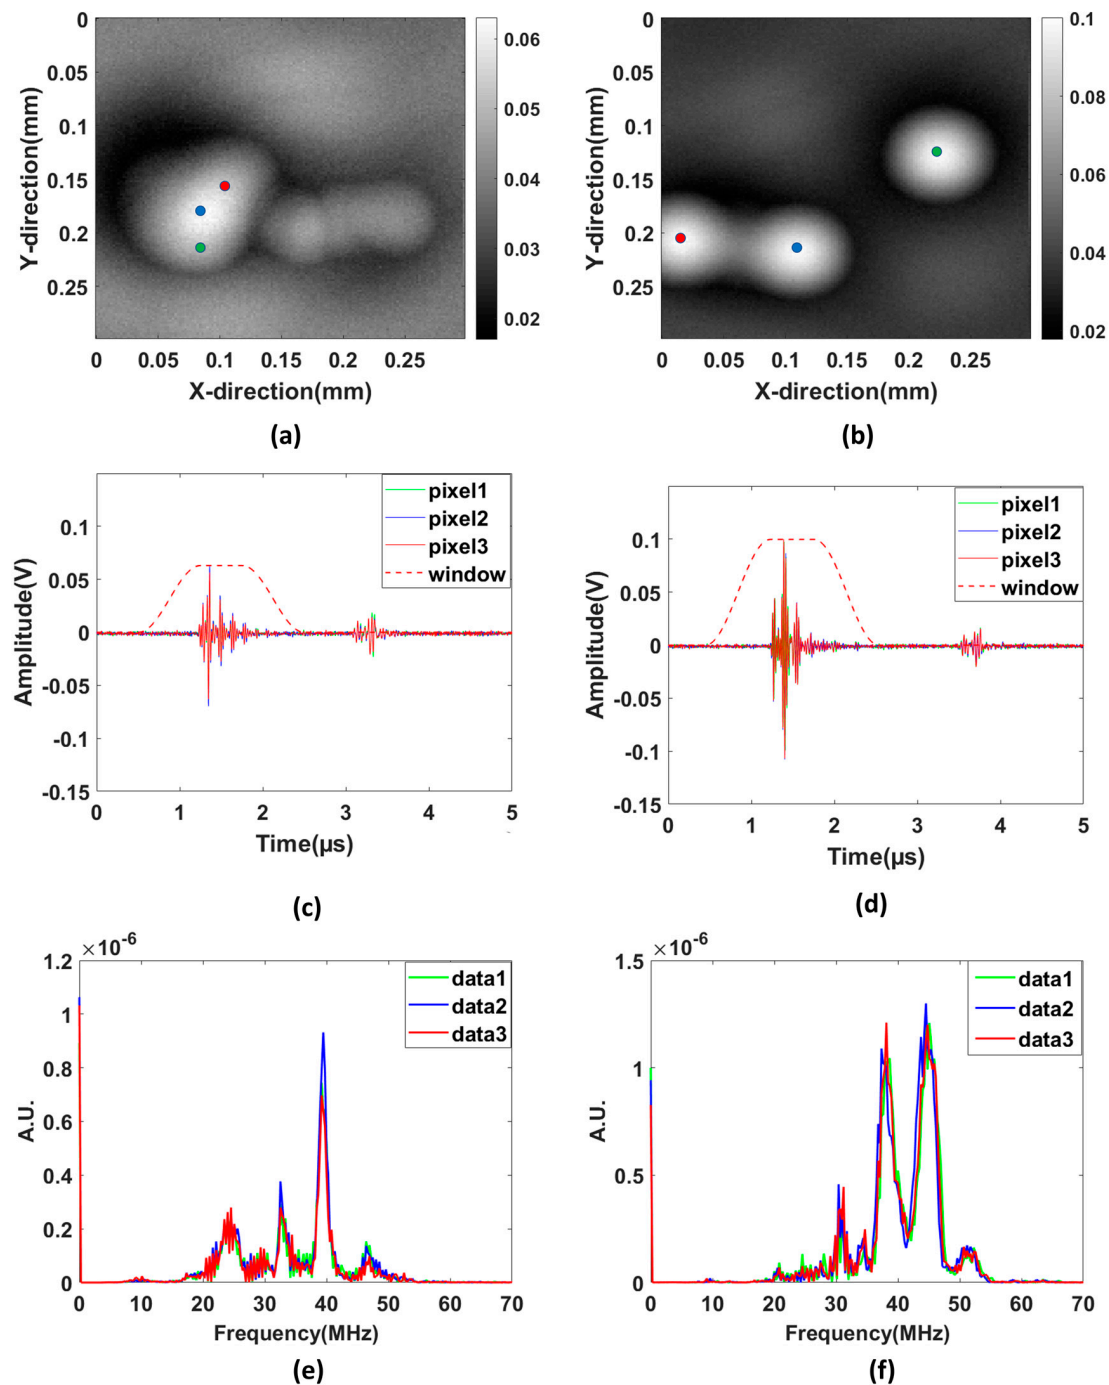 0
0.05
0.1
0.15
0.2
0.25
Y-direction(mm)
0 0.05 0.1 0.15 0.2 0.25
X-direction(mm)
0.06
0.05
0.04
0.03
0.02
(a)
0
0.05
0.1
0.15
0.2
0.25
Y-direction(mm)
0 0.05 0.1 0.15 0.2 0.25
X-direction(mm)
0.1
0.08
0.06
0.04
0.02
(b)
pixel1
pixel2
pixel3
window
0.1
0.05
0
-0.05
-0.1
-0.15
Amplitude(V)
0 1 2 3 4 5
Time(μs)
(c)
pixel1
pixel2
pixel3
window
0.1
0.05
0
-0.05
-0.1
-0.15
Amplitude(V)
0 1 2 3 4 5
Time(μs)
(d)
×10-6
data1
data2
data3
1.2
1
0.8
0.6
0.4
0.2
0
A.U.
0 10 20 30 40 50 60 70
Frequency(MHz)
(e)
×10-6
data1
data2
data3
1.5
1
0.5
0
A.U.
0 10 20 30 40 50 60 70
Frequency(MHz)
(f)